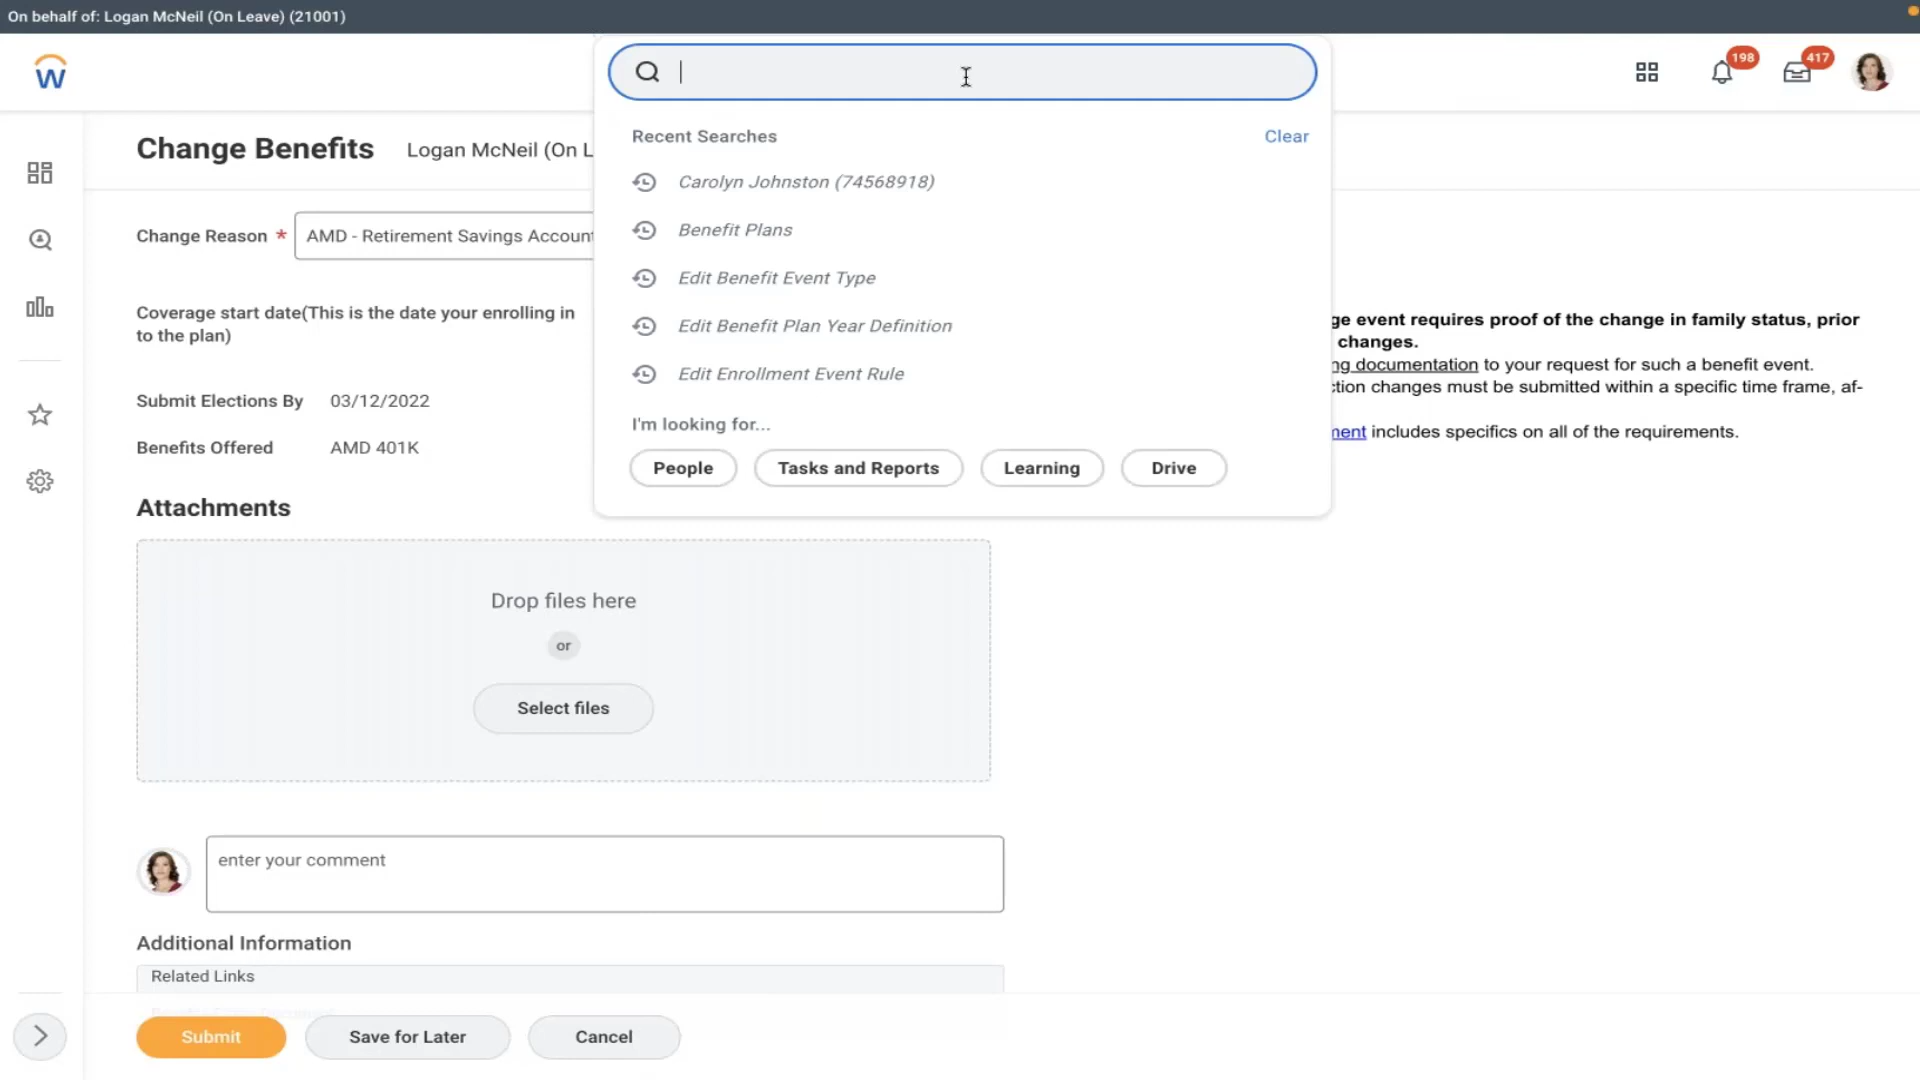 On behalf of: Logan McNeil (On Leave) (21001)
198
417
Recent Searches
Clear
Carolyn Johnston (74568918)
Benefit Plans
Edit Benefit Event Type
Edit Benefit Plan Year Definition
Edit Enrollment Event Rule
I'm looking for...
People
Tasks and Reports
Learning
Drive
Change Benefits
Logan McNeil (On L
Change Reason *
AMD - Retirement Savings Account
Coverage start date(This is the date your enrolling in
to the plan)
Submit Elections By
03/12/2022
Benefits Offered
AMD 401K
ge event requires proof of the change in family status, prior
changes.
ng documentation to your request for such a benefit event.
ction changes must be submitted within a specific time frame, af-
nent includes specifics on all of the requirements.
Attachments
Drop files here
or
Select files
enter your comment
Additional Information
Related Links
Submit
Save for Later
Cancel